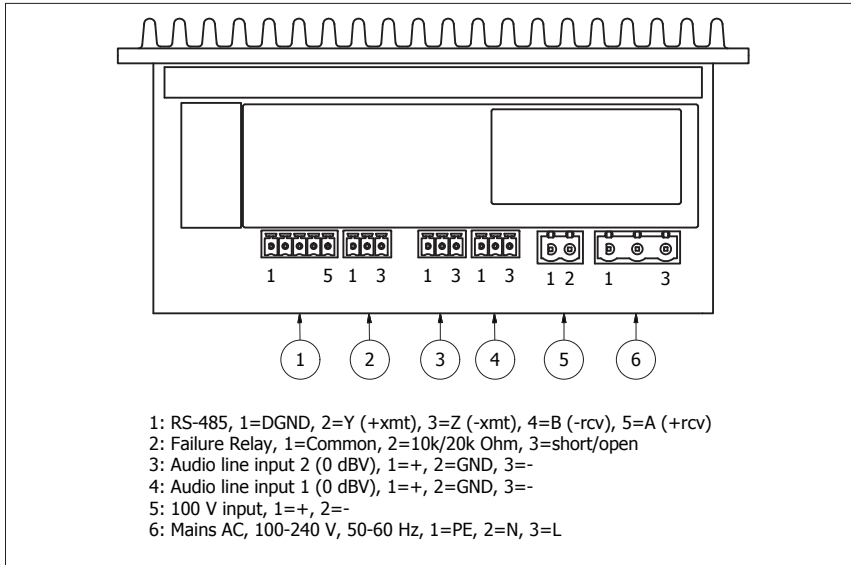 1 5 1 3 1 3 1 3 1 2 1 3
1 2 3 4 5 6
1: RS-485, 1=DGND, 2=Y (+xmt), 3=Z (-xmt), 4=B (-rcv), 5=A (+rcv)
2: Failure Relay, 1=Common, 2=10k/20k Ohm, 3=short/open
3: Audio line input 2 (0 dBV), 1=+, 2=GND, 3=-
4: Audio line input 1 (0 dBV), 1=+, 2=GND, 3=-
5: 100 V input, 1=+, 2=-
6: Mains AC, 100-240 V, 50-60 Hz, 1=PE, 2=N, 3=L